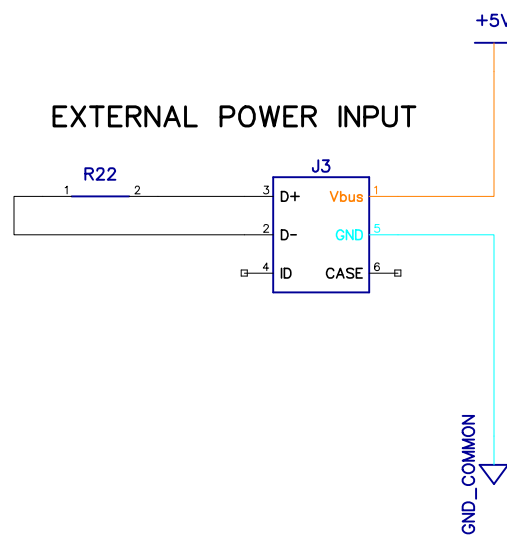 +5V
EXTERNAL POWER INPUT
J3
R22
1 2 3 D+ Vbus 1
2 D- GND 5
4 ID CASE 6
GND_COMMON